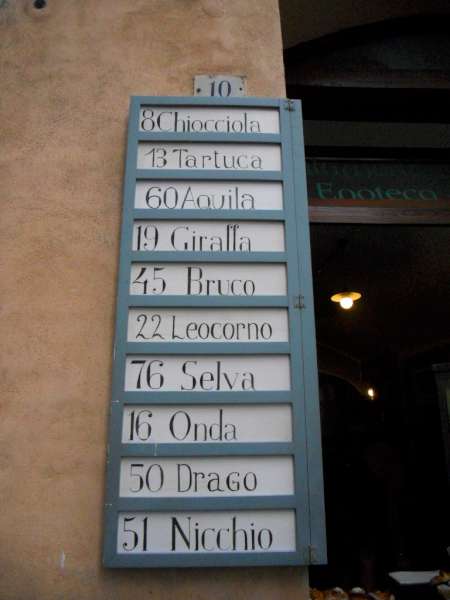 10
8 Chiocciola
13 Tartuca
60 Aquila
19 Giraffa
45 Bruco
22 Leocorno
76 Selva
16 Onda
50 Drago
51 Nicchio
Enoteca